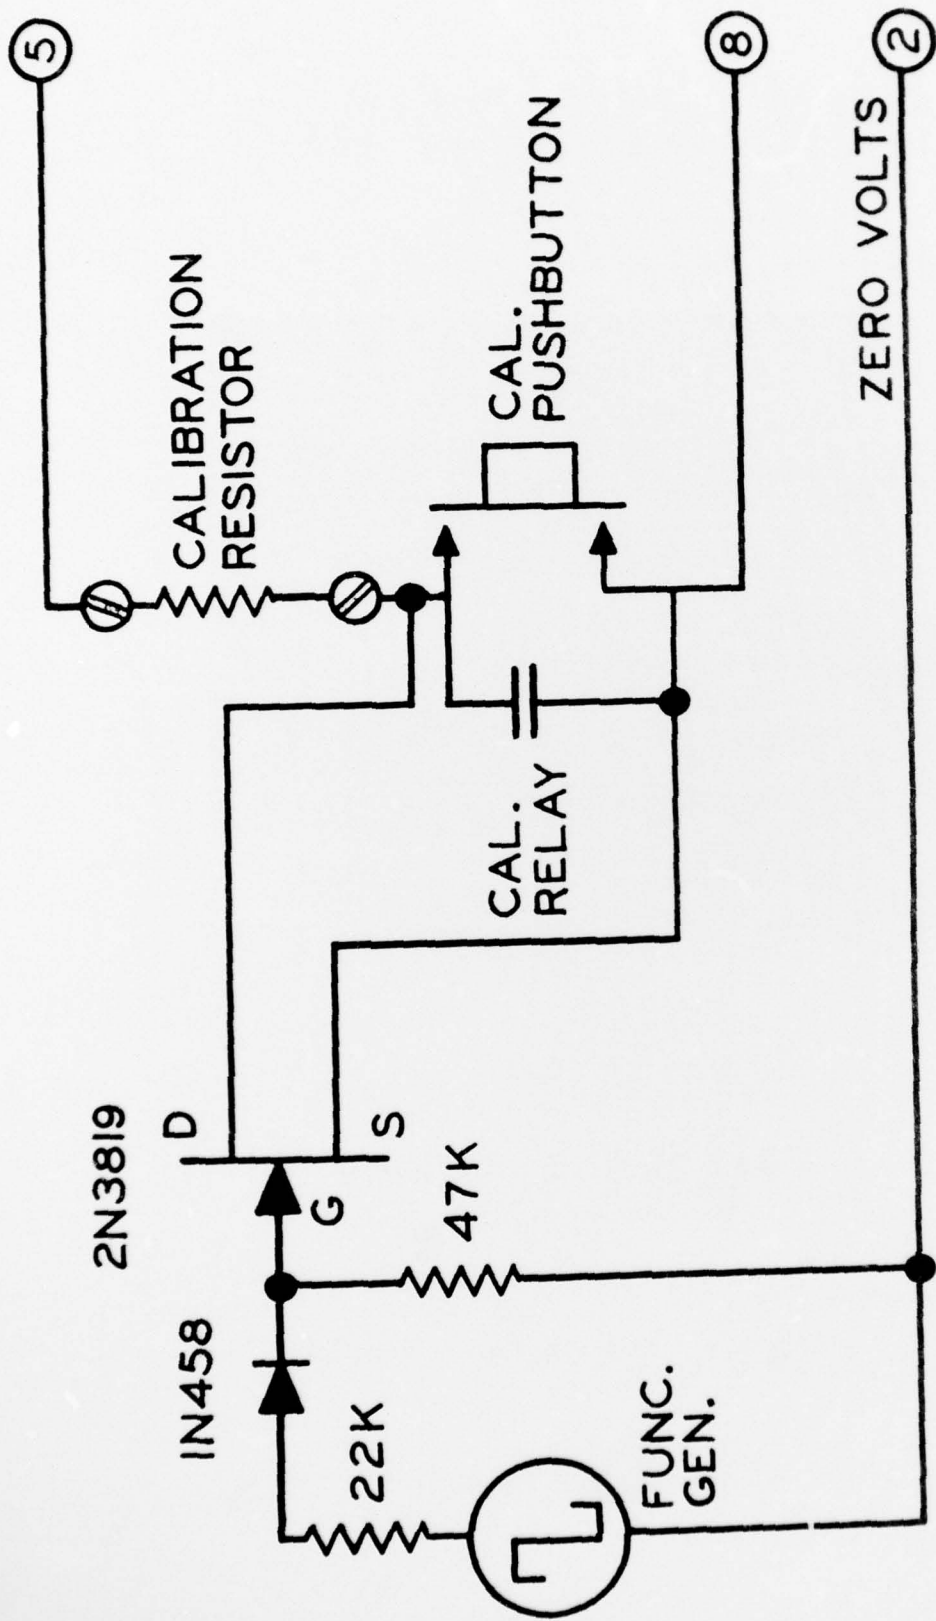 5
CALIBRATION
RESISTOR
8
2
CAL.
PUSHBUTTON
ZERO VOLTS
CAL.
RELAY
2N3819
D
G
S
47K
IN458
22K
FUNC.
GEN.